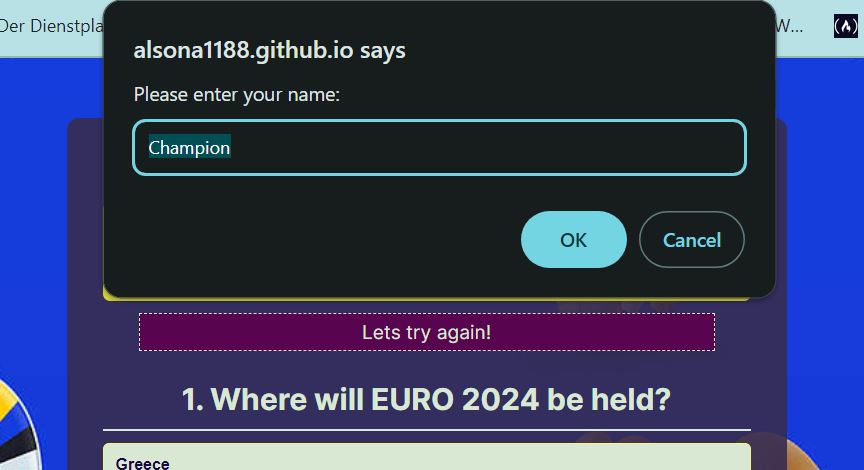 Der Dienstpla
W...
alsona1188.github.io says
Please enter your name:
Champion
OK
Cancel
Lets try again!
1. Where will EURO 2024 be held?
Greece